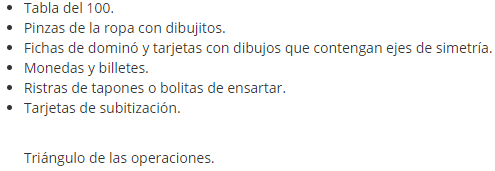 • Tabla del 100.
• Pinzas de la ropa con dibujitos.
• Fichas de dominó y tarjetas con dibujos que contengan ejes de simetría.
• Monedas y billetes.
• Ristras de tapones o bolitas de ensartar.
• Tarjetas de subitización.
Triángulo de las operaciones.